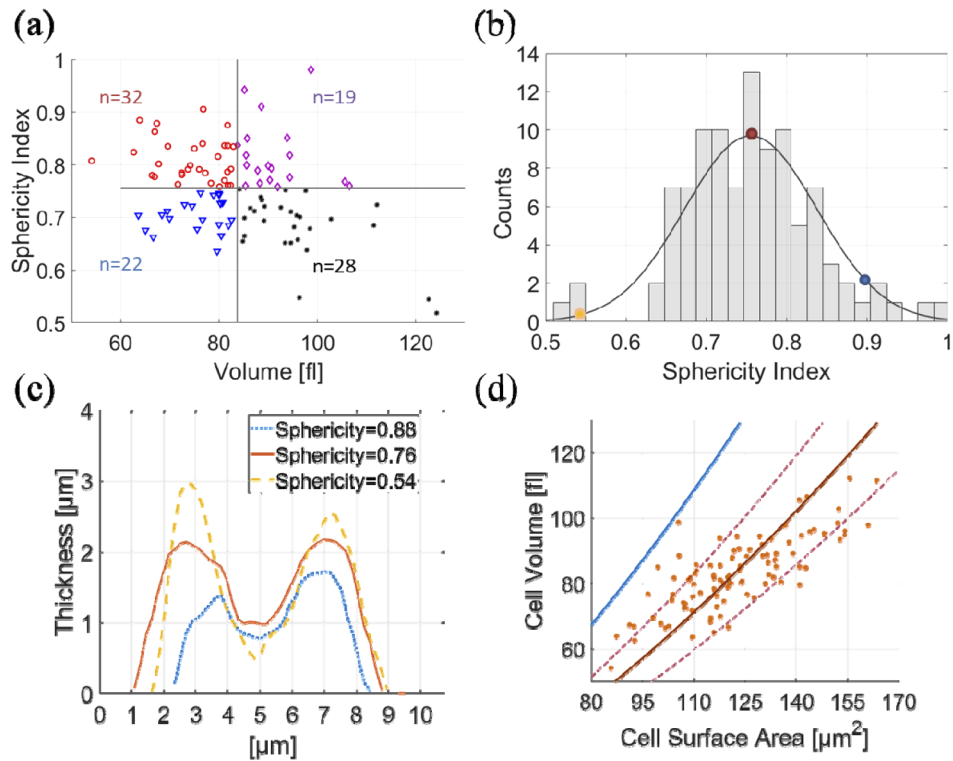 (a)
1
0.9
0.8
0.7
0.6
0.5
Sphericity Index
n=32
n=19
n=22
n=28
60
80
100
120
Volume [fl]
(b)
14
12
10
8
6
4
2
0
Counts
0.5
0.6
0.7
0.8
0.9
1
Sphericity Index
(c)
4
3
2
1
0
Thickness [µm]
Sphericity=0.88
Sphericity=0.76
Sphericity=0.54
0
1
2
3
4
5
6
7
8
9
10
[µm]
(d)
120
100
80
60
Cell Volume [fl]
80
95
110
125
140
155
170
Cell Surface Area [µm²]